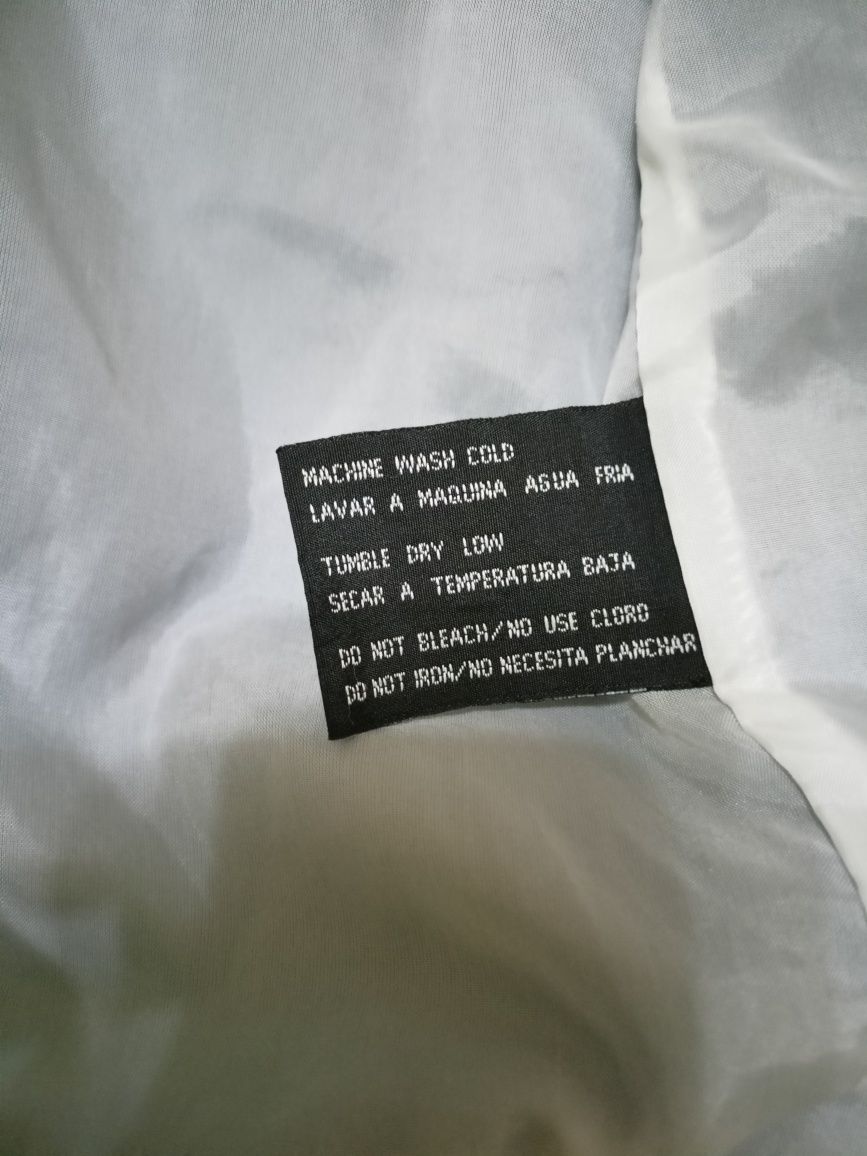 MACHINE WASH COLD
LAVAR A MAQUINA AGUA FRIA
TUMBLE DRY LOW
SECAR A TEMPERATURA BAJA
DO NOT BLEACH/NO USE CLORO
DO NOT IRON/NO NECESITA PLANCHAR